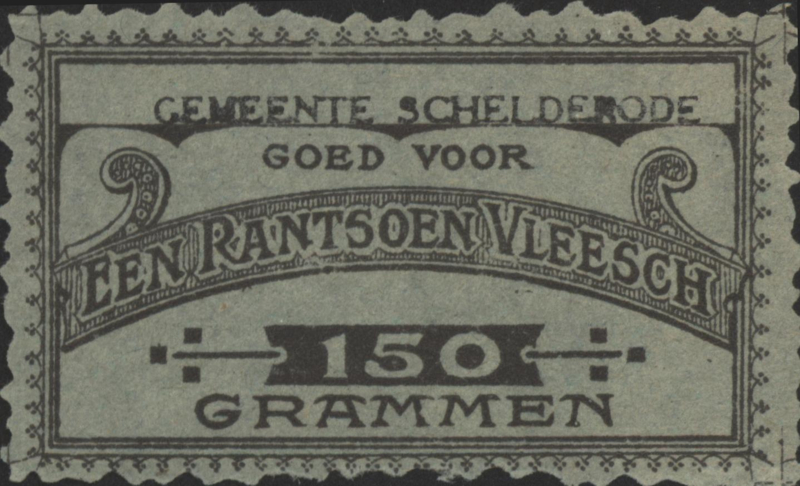 GEMEENTE SCHELDERODE
GOED VOOR
EEN RANTSOEN VLEESCH
150
GRAMMEN